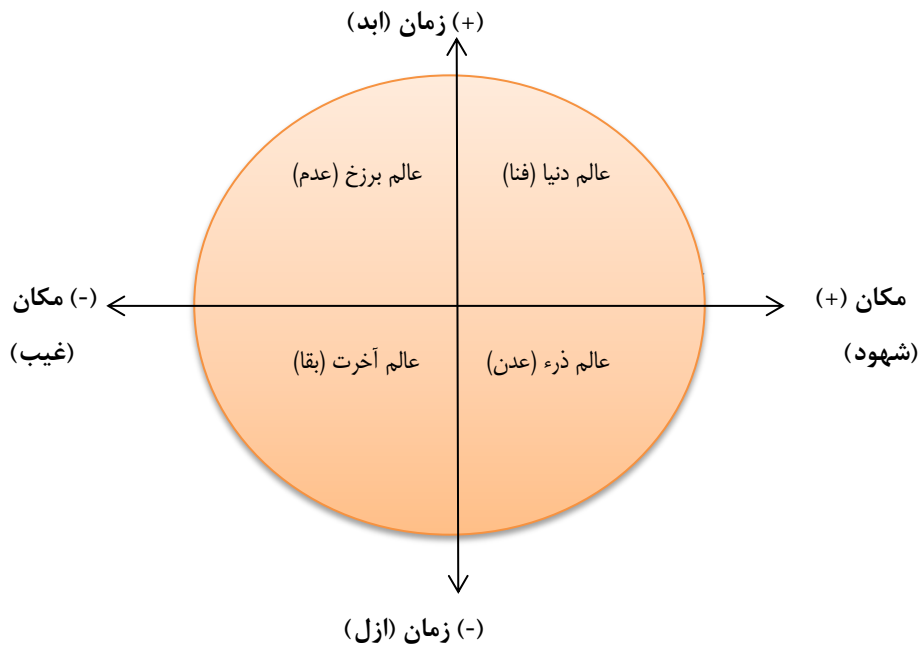 (+) زمان (ابد)
عالم دنیا (فنا)
عالم برزخ (عدم)
مکان (+)
(شهود)
(-) مکان
(غیب)
عالم ذرء (عدن)
عالم آخرت (بقا)
(-) زمان (ازل)